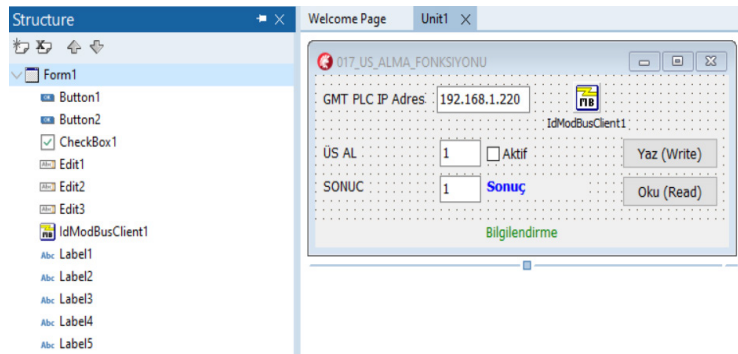 Structure
Form1
Button1
Button2
CheckBox1
Edit1
Edit2
Edit3
IdModBusClient1
Label1
Label2
Label3
Label4
Label5
Welcome Page Unit1
017_US_ALMA_FONKSIYONU
GMT PLC IP Adres 192.168.1.220 MB
IdModBusClient1
ÜS AL 1 Aktif Yaz (Write)
SONUC 1 Sonuç Oku (Read)
Bilgilendirme